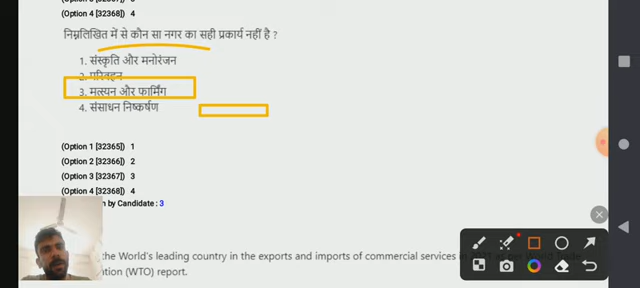 (Option 4 [32368]) 4
निम्नलिखित में से कौन सा नगर का सही प्रकार्य नहीं है ?
1. संस्कृति और मनोरंजन
2. परिवहन
3. मत्स्यन और फार्मिंग
4. संसाधन निष्कर्षण
(Option 1 [32365]) 1
(Option 2 [32366]) 2
(Option 3 [32367]) 3
(Option 4 [32368]) 4
n by Candidate : 3
the World's leading country in the exports and imports of commercial services
ation (WTO) report.